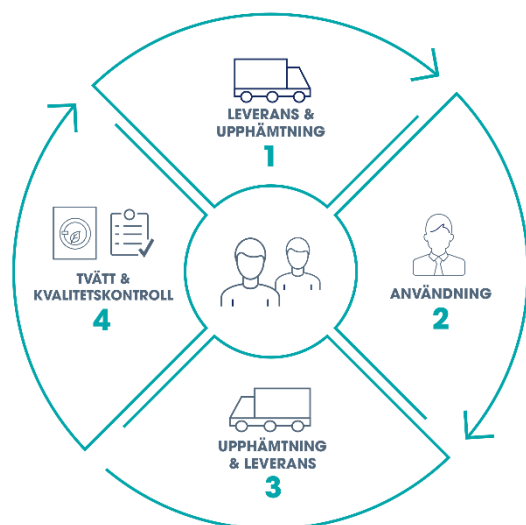 LEVERANS &
UPPHÄMTNING
1
ANVÄNDNING
2
UPPHÄMTNING
& LEVERANS
3
TVÄTT &
KVALITETSKONTROLL
4